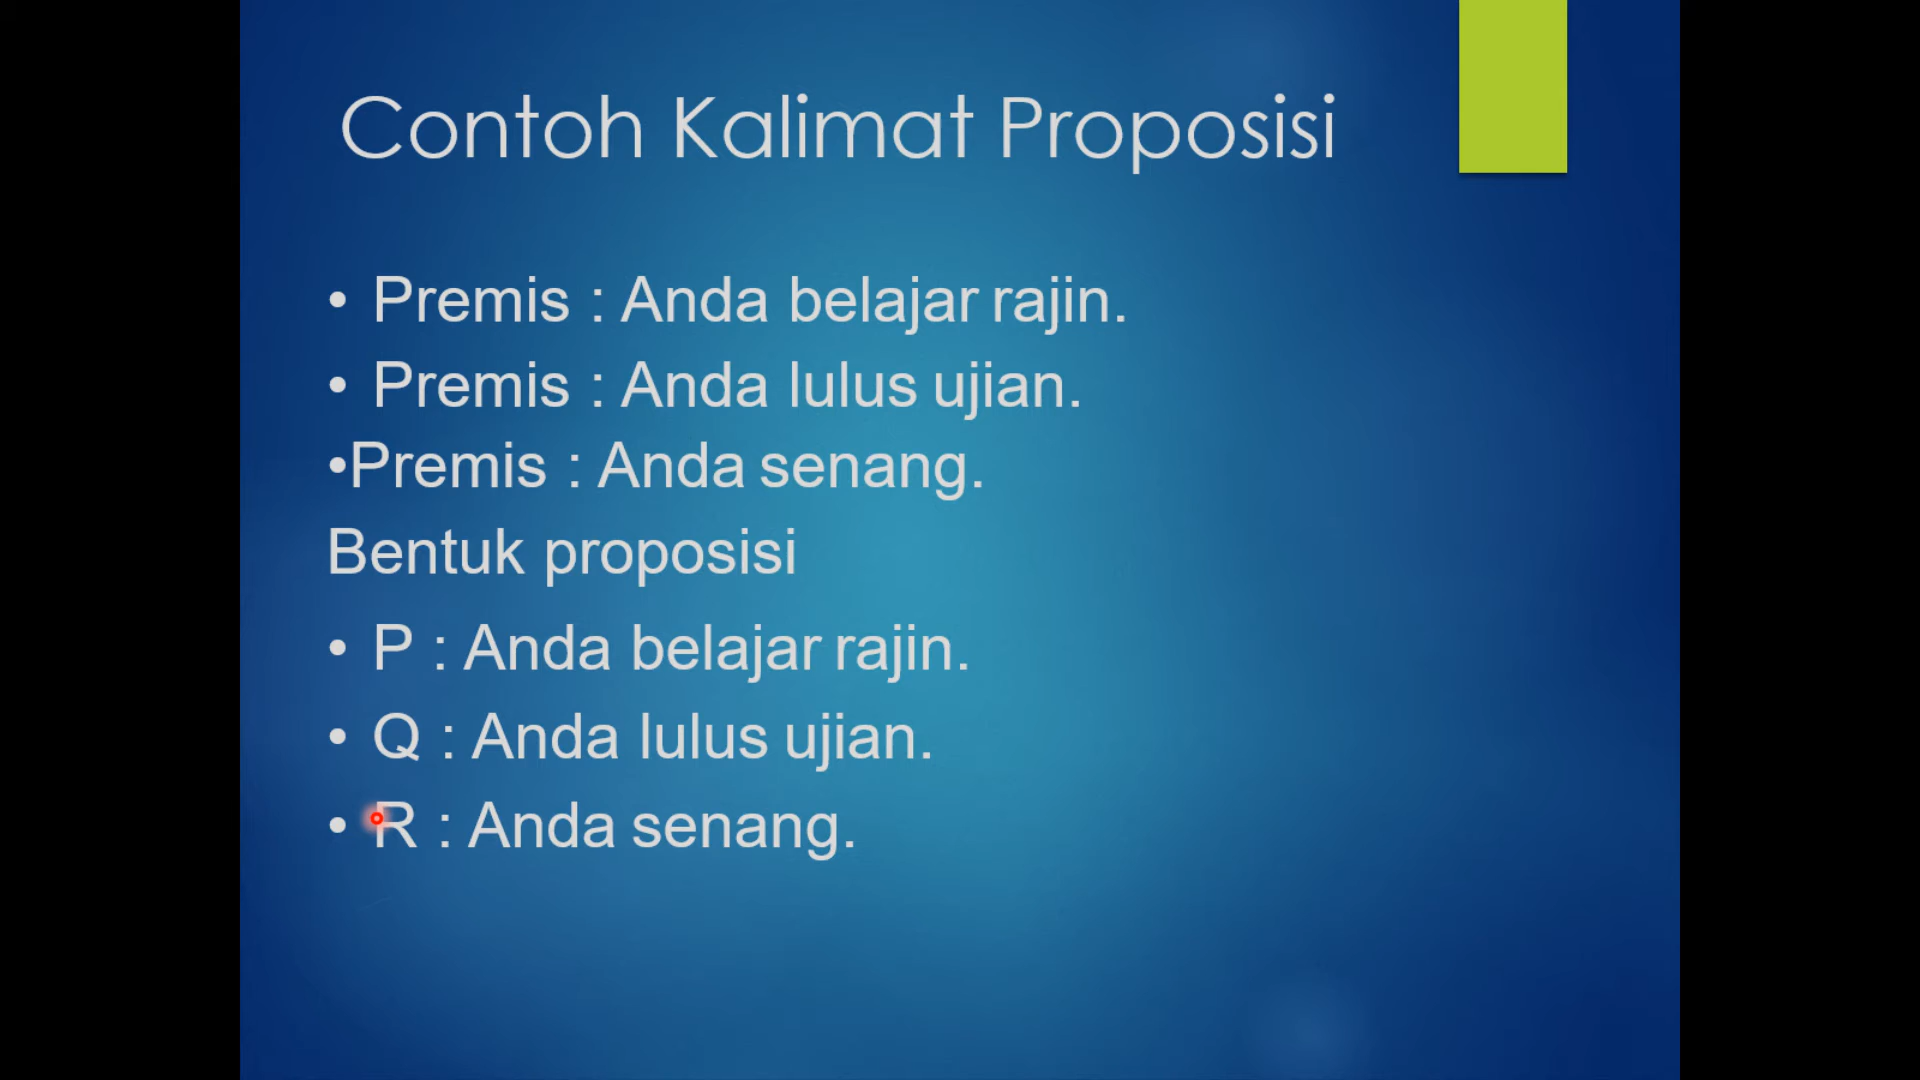 Contoh Kalimat Proposisi
• Premis : Anda belajar rajin.
• Premis : Anda lulus ujian.
•Premis : Anda senang.
Bentuk proposisi
• P : Anda belajar rajin.
• Q : Anda lulus ujian.
• R : Anda senang.